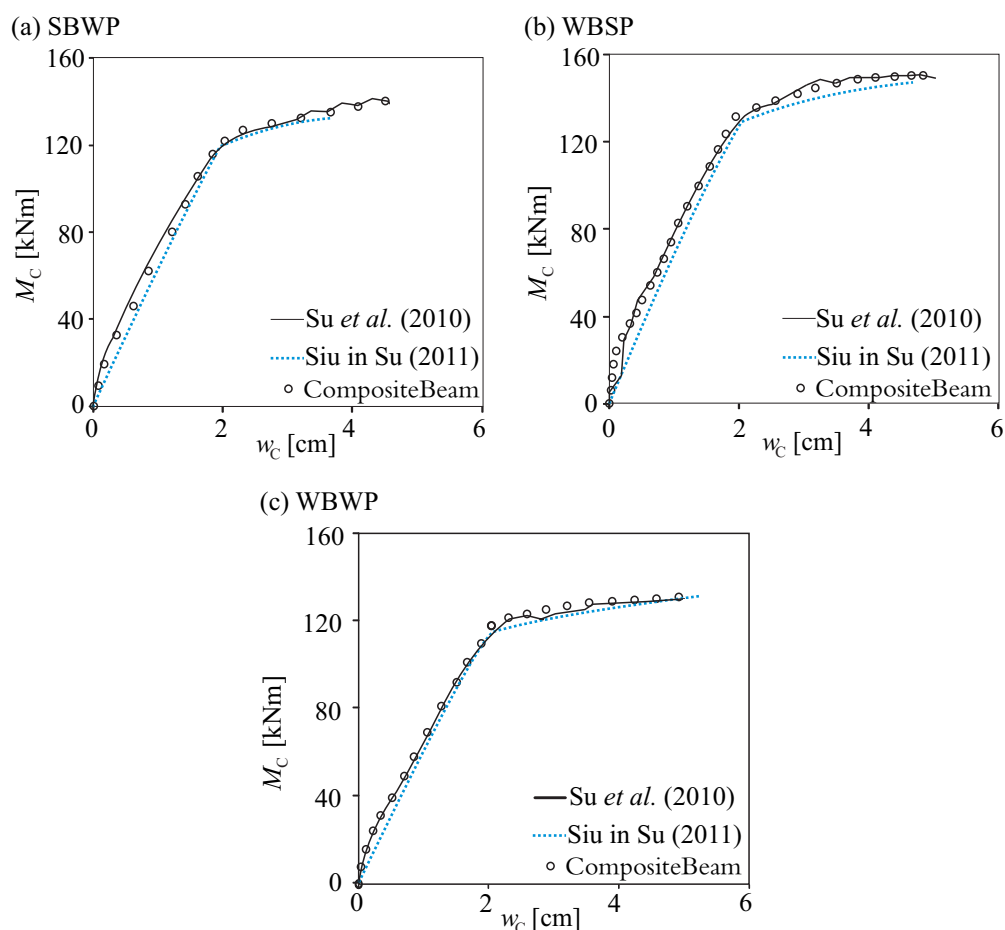 (a) SBWP
160
120
80
40
0
M_C [kNm]
0 2 4 6
w_C [cm]
Su et al. (2010)
Siu in Su (2011)
CompositeBeam
(b) WBSP
160
120
80
40
0
M_C [kNm]
0 2 4 6
w_C [cm]
Su et al. (2010)
Siu in Su (2011)
CompositeBeam
(c) WBWP
160
120
80
40
0
M_C [kNm]
0 2 4 6
w_C [cm]
Su et al. (2010)
Siu in Su (2011)
CompositeBeam